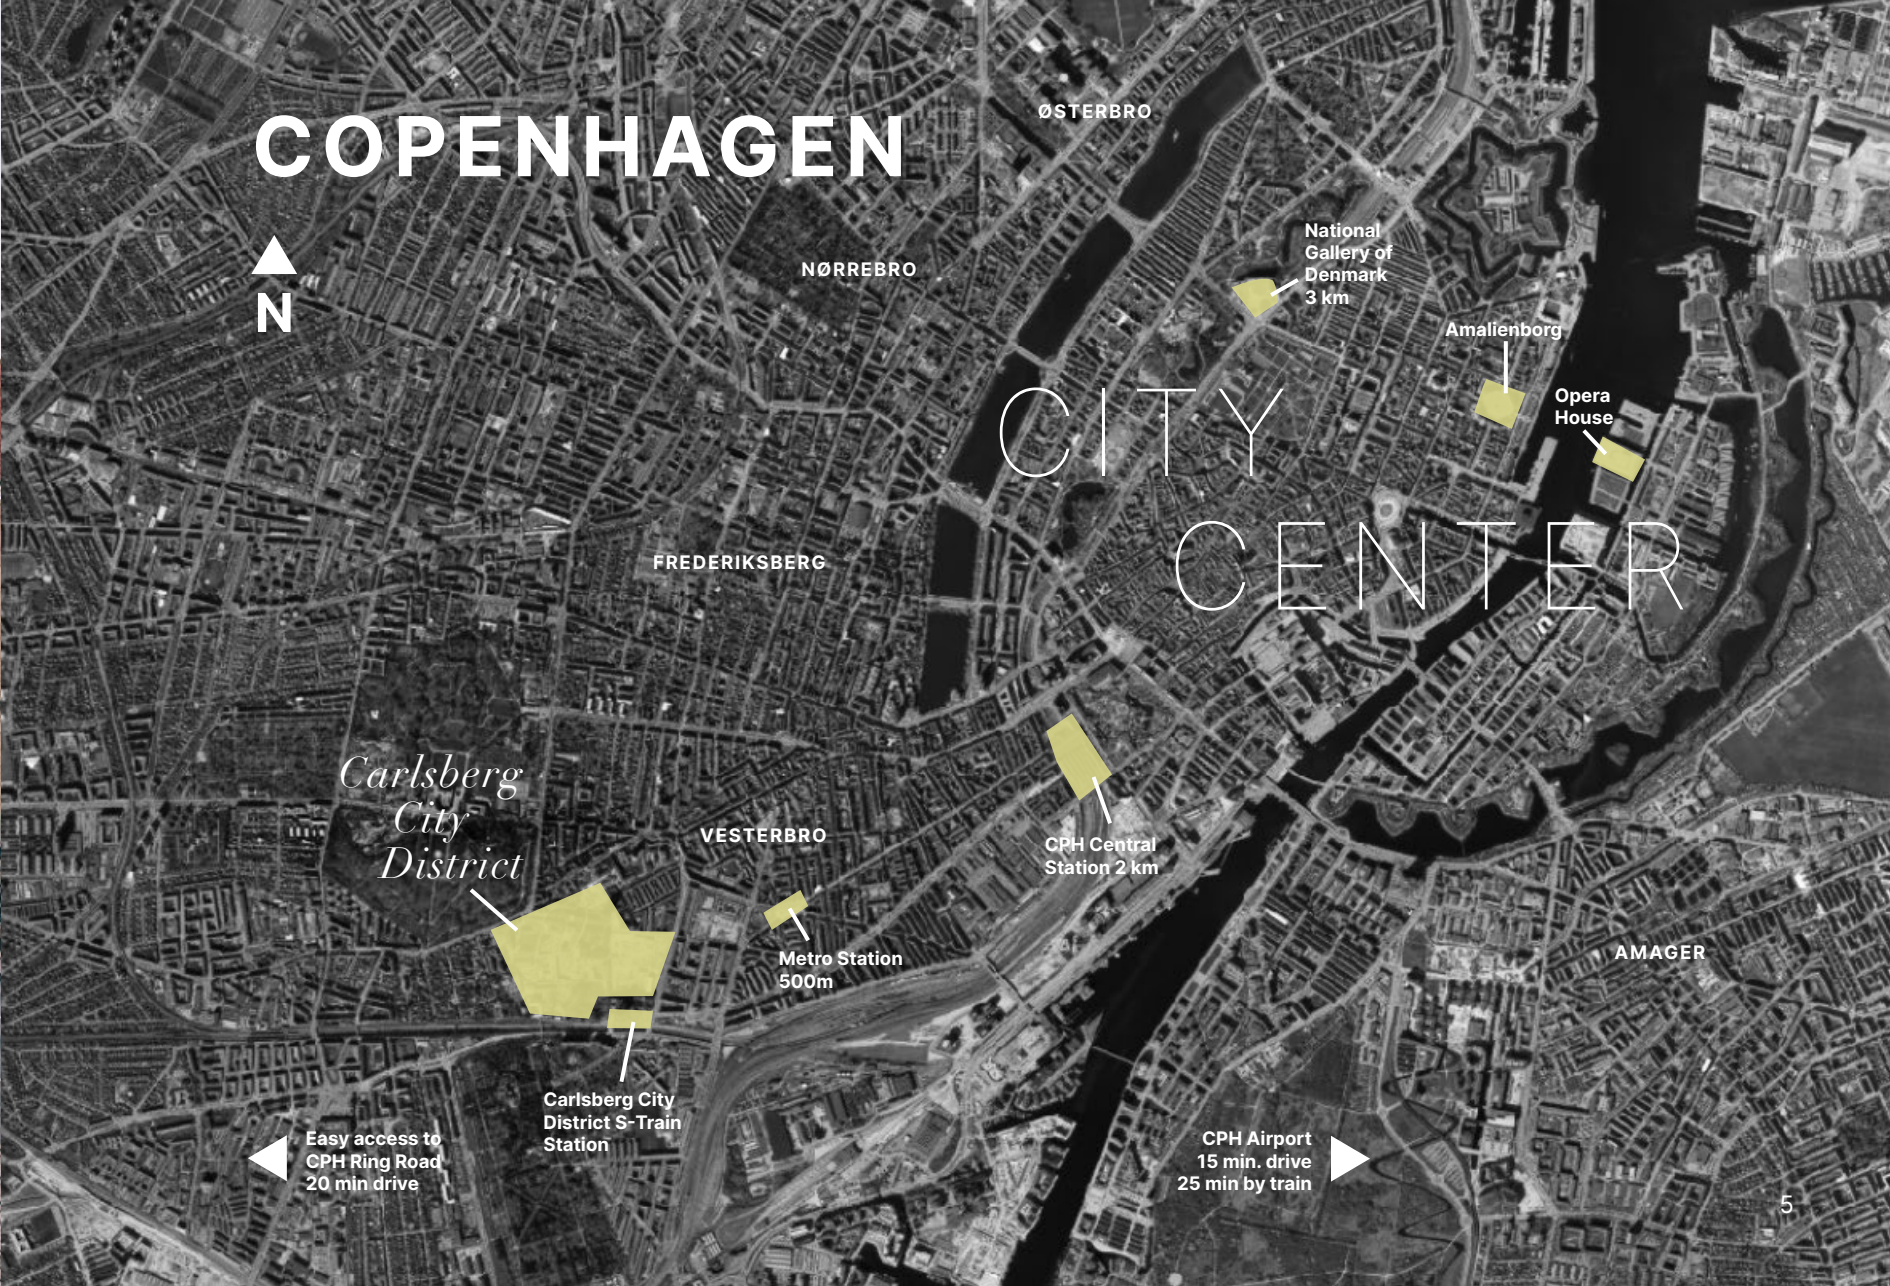 COPENHAGEN
N
ØSTERBRO
NØRREBRO
National
Gallery of
Denmark
3 km
Amalienborg
Opera
House
CITY
CENTER
FREDERIKSBERG
Carlsberg
City
District
VESTERBRO
CPH Central
Station 2 km
Metro Station
500m
AMAGER
Carlsberg City
District S-Train
Station
Easy access to
CPH Ring Road
20 min drive
CPH Airport
15 min. drive
25 min by train
5